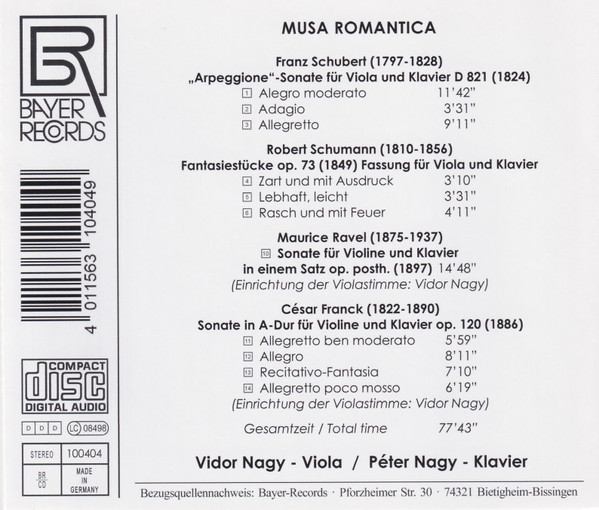 BAYER
RECORDS
4 011563 104049
COMPACT
disc
DIGITAL AUDIO
D D D LC 08498
STEREO 100404
BR CD MADE IN GERMANY
MUSA ROMANTICA
Franz Schubert (1797-1828)
„Arpeggione“-Sonate für Viola und Klavier D 821 (1824)
1 Alegro moderato 11'42"
2 Adagio 3'31"
3 Allegretto 9'11"
Robert Schumann (1810-1856)
Fantasiestücke op. 73 (1849) Fassung für Viola und Klavier
4 Zart und mit Ausdruck 3'10"
5 Lebhaft, leicht 3'31"
6 Rasch und mit Feuer 4'11"
Maurice Ravel (1875-1937)
10 Sonate für Violine und Klavier
in einem Satz op. posth. (1897) 14'48"
(Einrichtung der Violastimme: Vidor Nagy)
César Franck (1822-1890)
Sonate in A-Dur für Violine und Klavier op. 120 (1886)
11 Allegretto ben moderato 5'59"
12 Allegro 8'11"
13 Recitativo-Fantasia 7'10"
14 Allegretto poco mosso 6'19"
(Einrichtung der Violastimme: Vidor Nagy)
Gesamtzeit / Total time 77'43"
Vidor Nagy - Viola / Péter Nagy - Klavier
Bezugsquellennachweis: Bayer-Records · Pforzheimer Str. 30 · 74321 Bietigheim-Bissingen